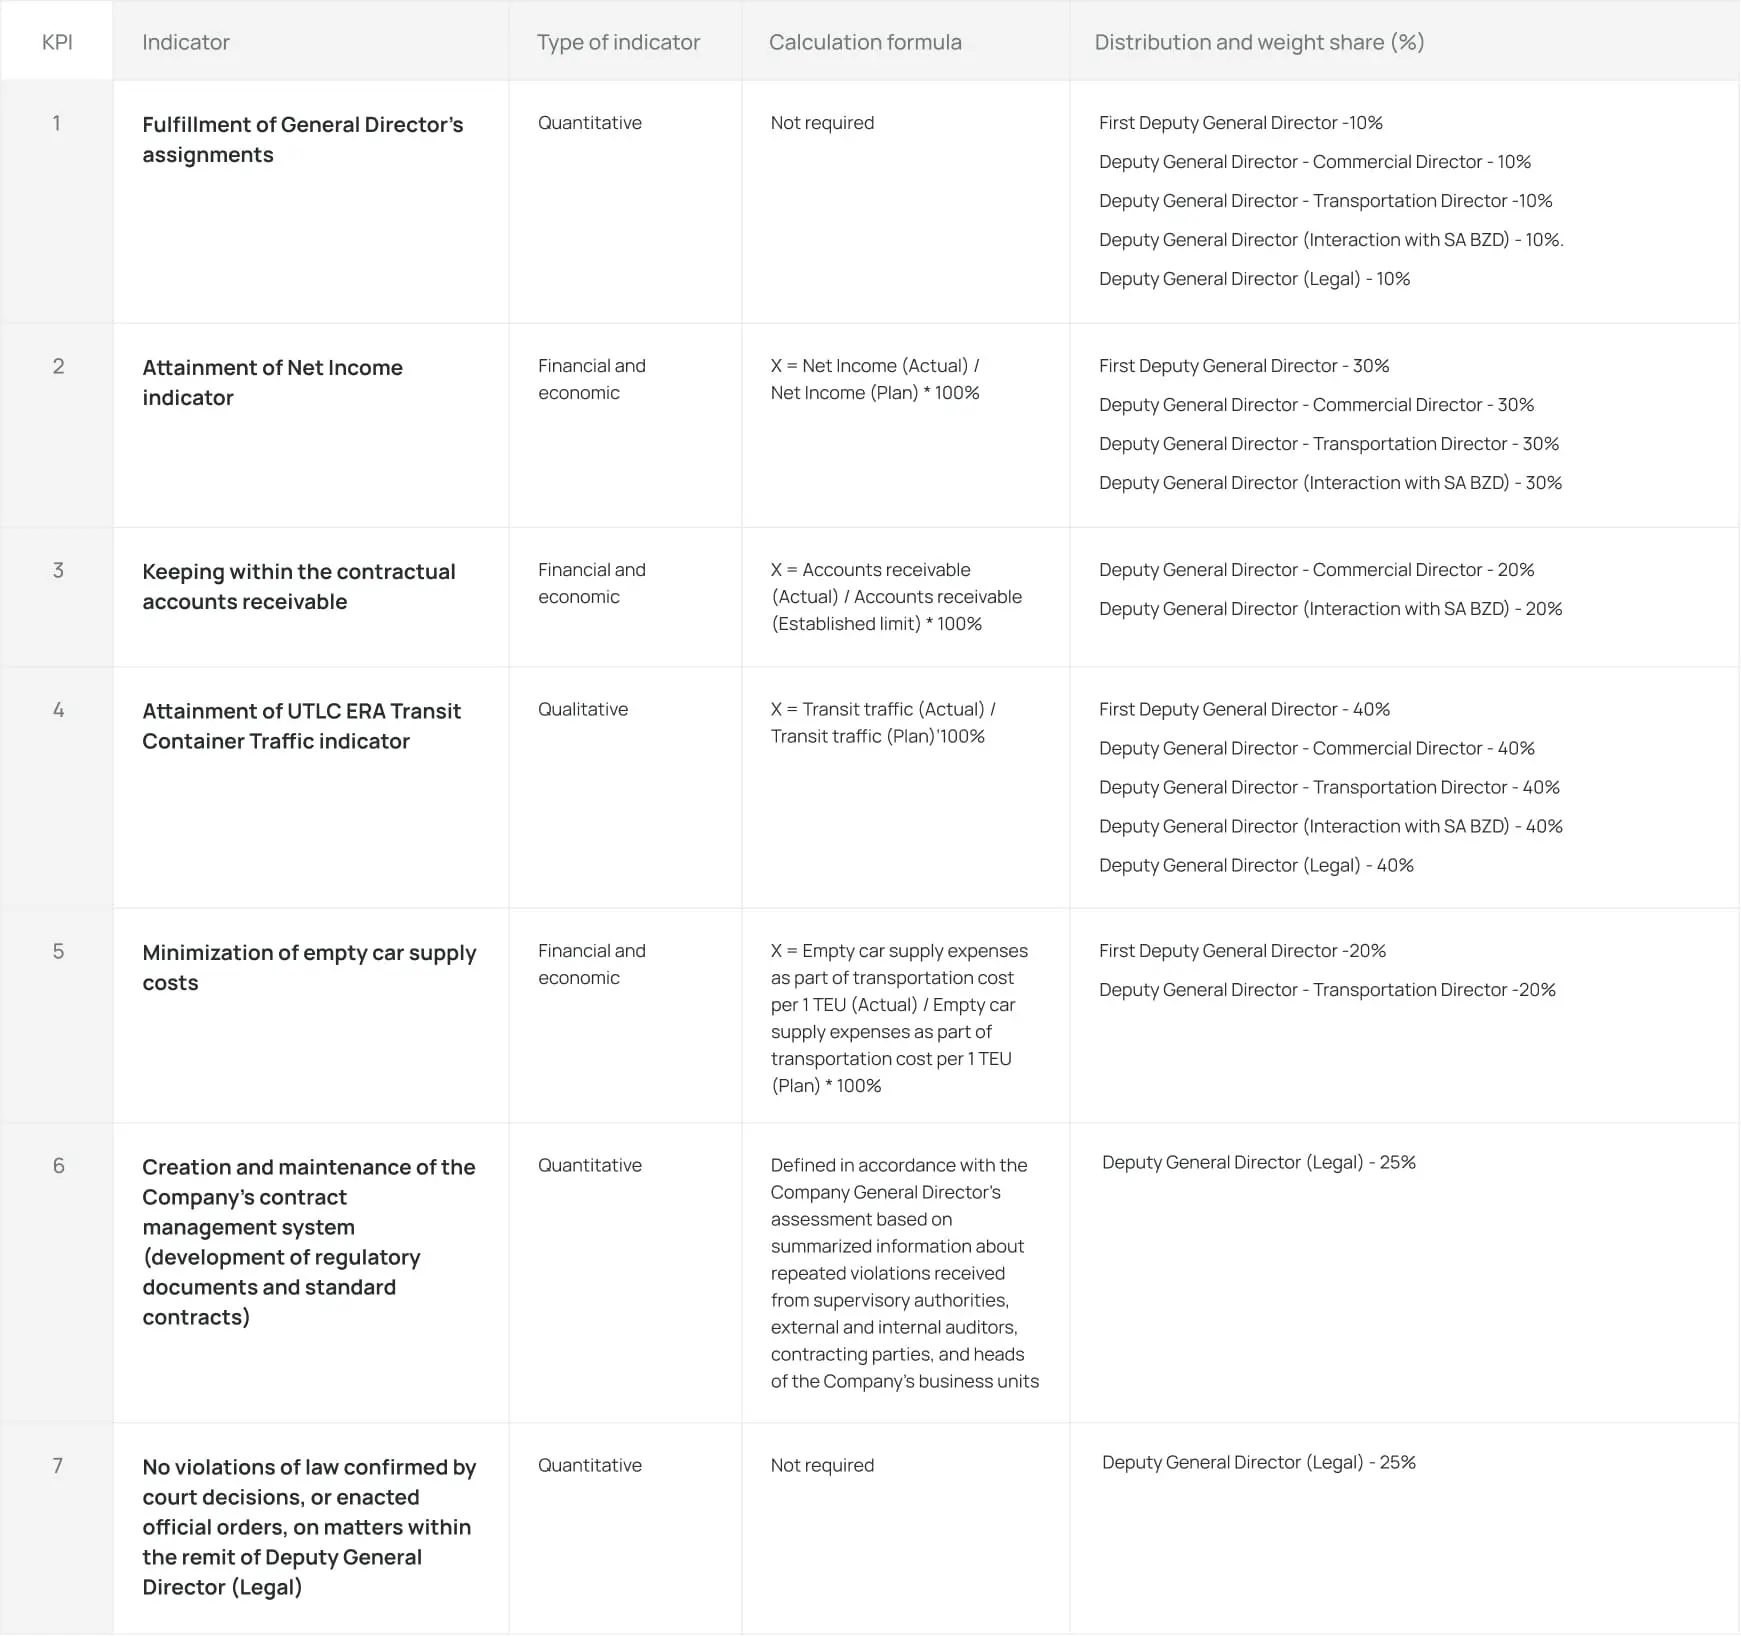 KPI
Indicator
Type of indicator
Calculation formula
Distribution and weight share (%)
1
Fulfillment of General Director’s
assignments
Quantitative
Not required
First Deputy General Director -10%
Deputy General Director - Commercial Director - 10%
Deputy General Director - Transportation Director -10%
Deputy General Director (Interaction with SA BZD) - 10%.
Deputy General Director (Legal) - 10%
2
Attainment of Net Income
indicator
Financial and
economic
X = Net Income (Actual) /
Net Income (Plan) * 100%
First Deputy General Director - 30%
Deputy General Director - Commercial Director - 30%
Deputy General Director - Transportation Director - 30%
Deputy General Director (Interaction with SA BZD) - 30%
3
Keeping within the contractual
accounts receivable
Financial and
economic
X = Accounts receivable
(Actual) / Accounts receivable
(Established limit) * 100%
Deputy General Director - Commercial Director - 20%
Deputy General Director (Interaction with SA BZD) - 20%
4
Attainment of UTLC ERA Transit
Container Traffic indicator
Qualitative
X = Transit traffic (Actual) /
Transit traffic (Plan)'100%
First Deputy General Director - 40%
Deputy General Director - Commercial Director - 40%
Deputy General Director - Transportation Director - 40%
Deputy General Director (Interaction with SA BZD) - 40%
Deputy General Director (Legal) - 40%
5
Minimization of empty car supply
costs
Financial and
economic
X = Empty car supply expenses
as part of transportation cost
per 1 TEU (Actual) / Empty car
supply expenses as part of
transportation cost per 1 TEU
(Plan) * 100%
First Deputy General Director -20%
Deputy General Director - Transportation Director -20%
6
Creation and maintenance of the
Company’s contract
management system
(development of regulatory
documents and standard
contracts)
Quantitative
Defined in accordance with the
Company General Director’s
assessment based on
summarized information about
repeated violations received
from supervisory authorities,
external and internal auditors,
contracting parties, and heads
of the Company’s business units
Deputy General Director (Legal) - 25%
7
No violations of law confirmed by
court decisions, or enacted
official orders, on matters within
the remit of Deputy General
Director (Legal)
Quantitative
Not required
Deputy General Director (Legal) - 25%